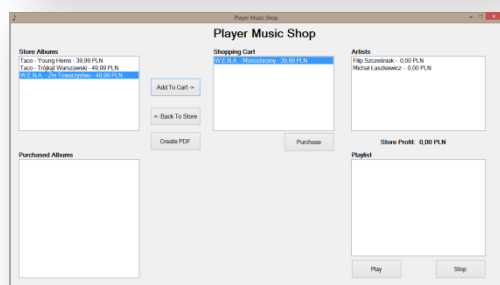 Player Music Shop
Player Music Shop
Store Albums
Taco - Young Hems - 39,99 PLN
Taco - Trójkąt Warszawski - 49,99 PLN
W.E.N.A. - Złe Towarzystwo - 49,99 PLN
Add To Cart ->
<- Back To Store
Create PDF
Shopping Cart
W.E.N.A. - Monochromy - 39,99 PLN
Purchase
Artists
Filip Szcześniak - 0,00 PLN
Michał Łaszkiewicz - 0,00 PLN
Store Profit: 0,00 PLN
Purchased Albums
Playlist
Play
Stop